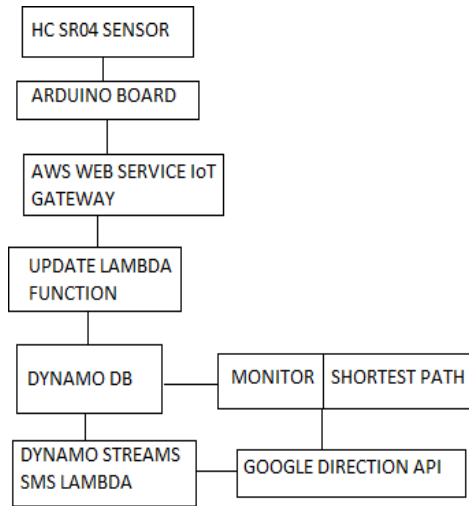 HC SR04 SENSOR
ARDUINO BOARD
AWS WEB SERVICE IoT
GATEWAY
UPDATE LAMBDA
FUNCTION
DYNAMO DB
MONITOR
SHORTEST PATH
DYNAMO STREAMS
SMS LAMBDA
GOOGLE DIRECTION API